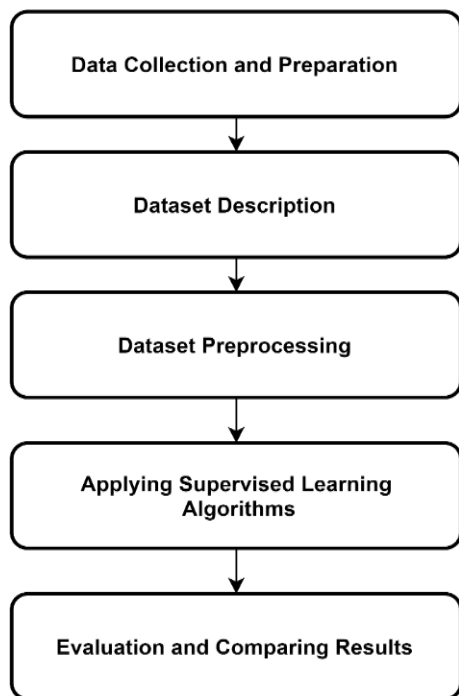 Data Collection and Preparation
Dataset Description
Dataset Preprocessing
Applying Supervised Learning
Algorithms
Evaluation and Comparing Results